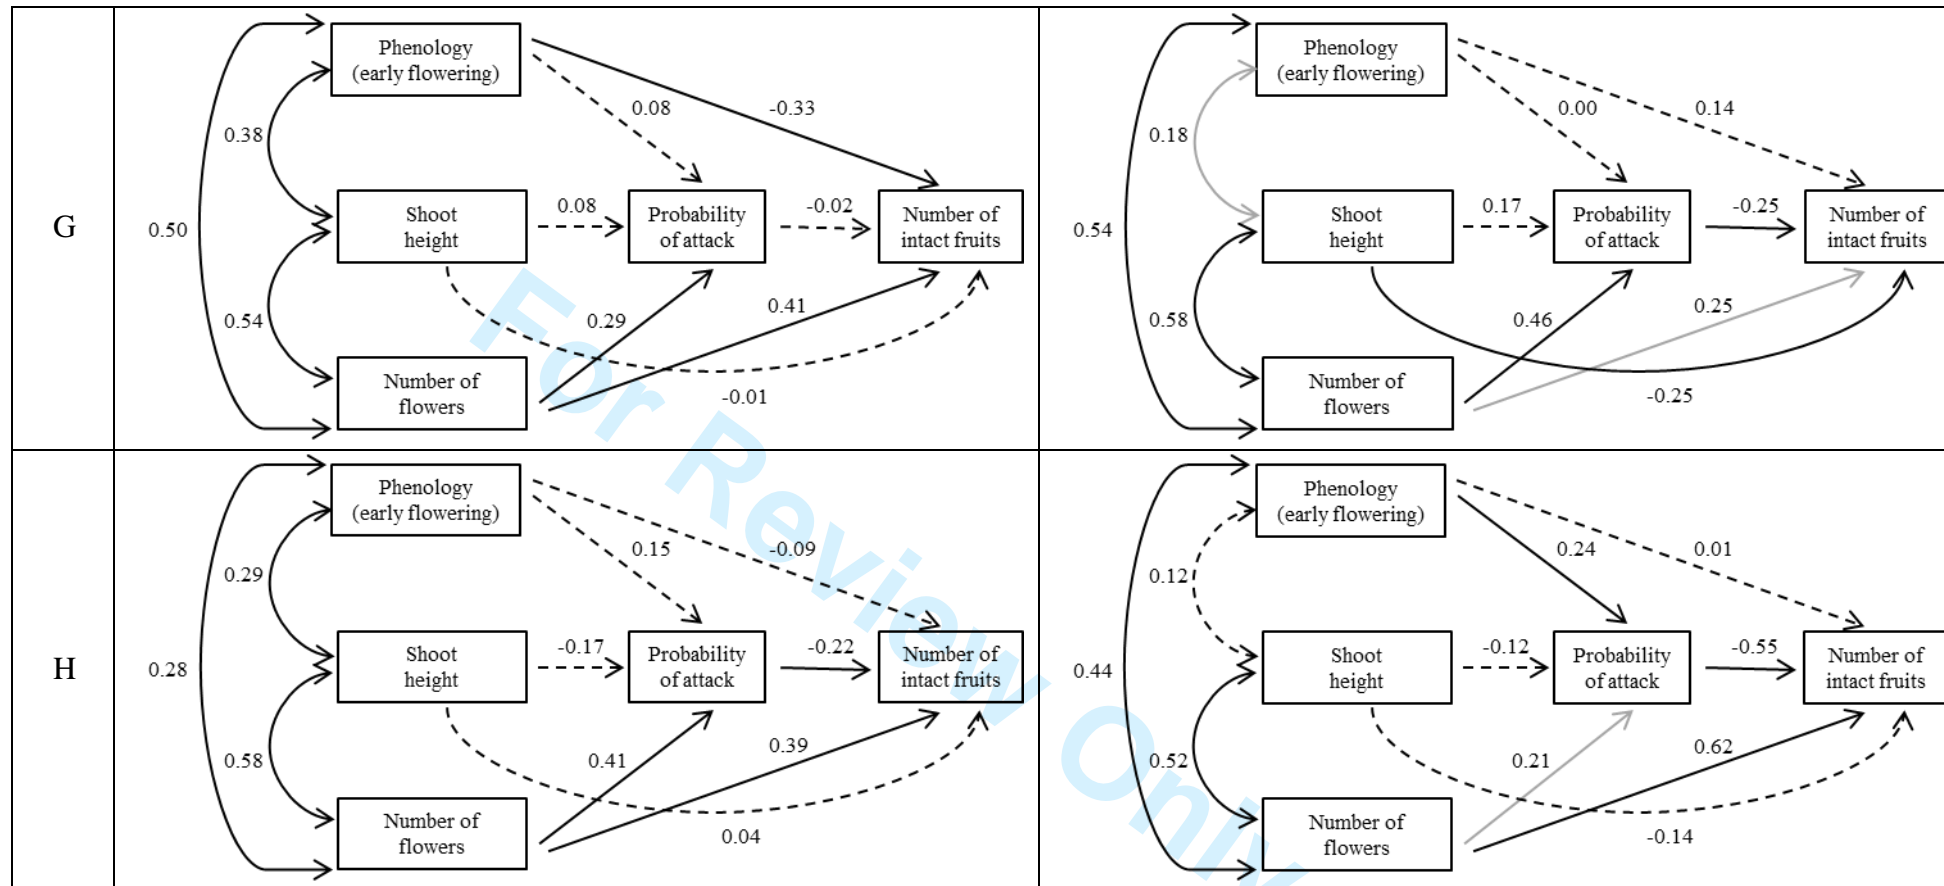 G
Phenology
(early flowering)
0.08
-0.33
0.38
0.50
Shoot
height
0.08
Probability
of attack
-0.02
Number of
intact fruits
0.54
0.29
0.41
Number of
flowers
-0.01
Phenology
(early flowering)
0.00
0.14
0.18
0.54
Shoot
height
0.17
Probability
of attack
-0.25
Number of
intact fruits
0.58
0.46
0.25
Number of
flowers
-0.25
H
Phenology
(early flowering)
0.15
-0.09
0.29
0.28
Shoot
height
-0.17
Probability
of attack
-0.22
Number of
intact fruits
0.58
0.41
0.39
Number of
flowers
0.04
Phenology
(early flowering)
0.24
0.01
0.12
0.44
Shoot
height
-0.12
Probability
of attack
-0.55
Number of
intact fruits
0.52
0.21
0.62
Number of
flowers
-0.14
For Review Only